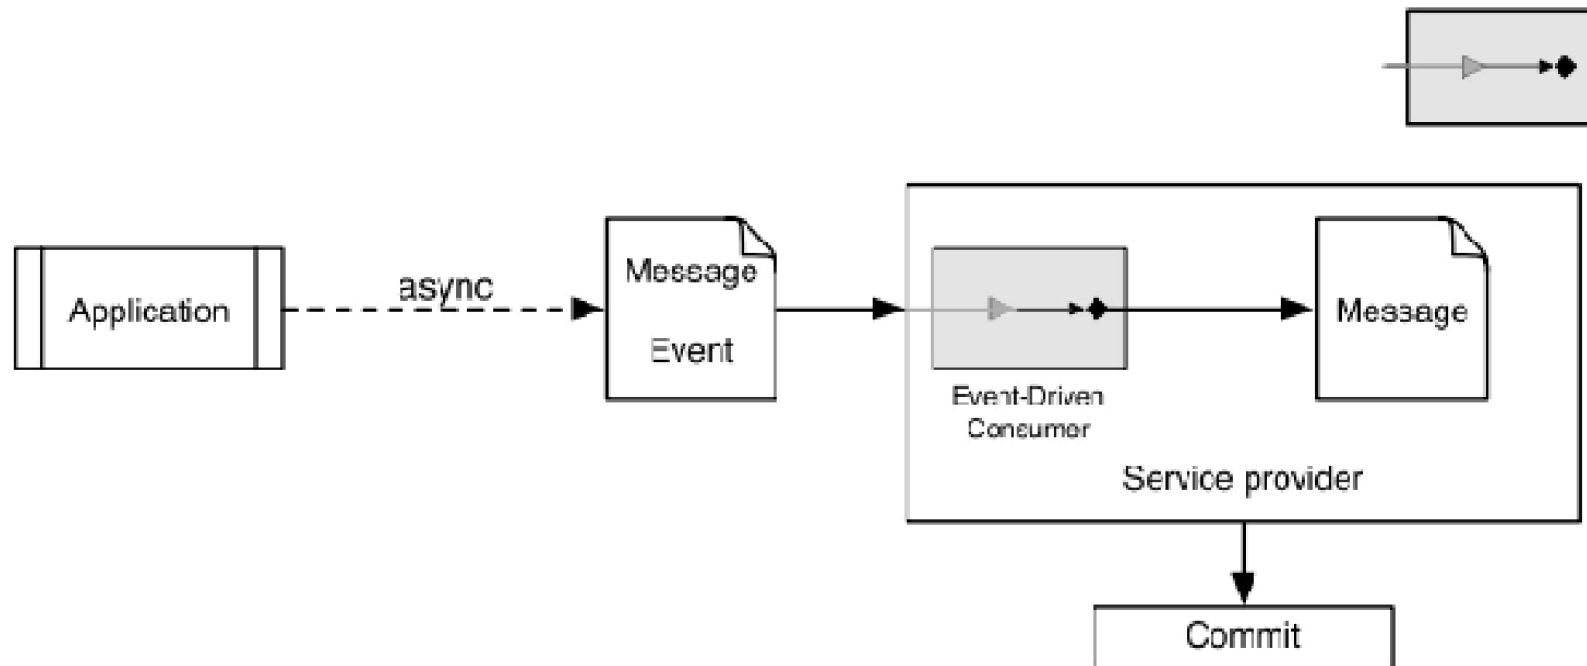 Application
async
Message
Event
Event-Driven
Consumer
Message
Service provider
Commit